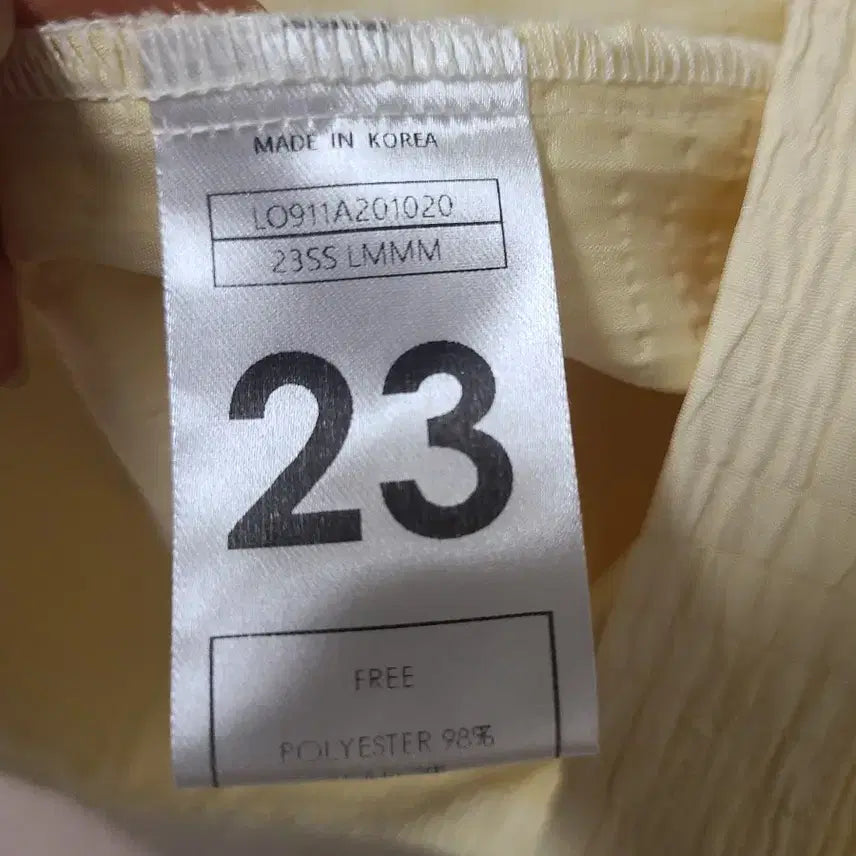 MADE IN KOREA
LO911A201020
23SS LMMM
23
FREE
POLYESTER 98%